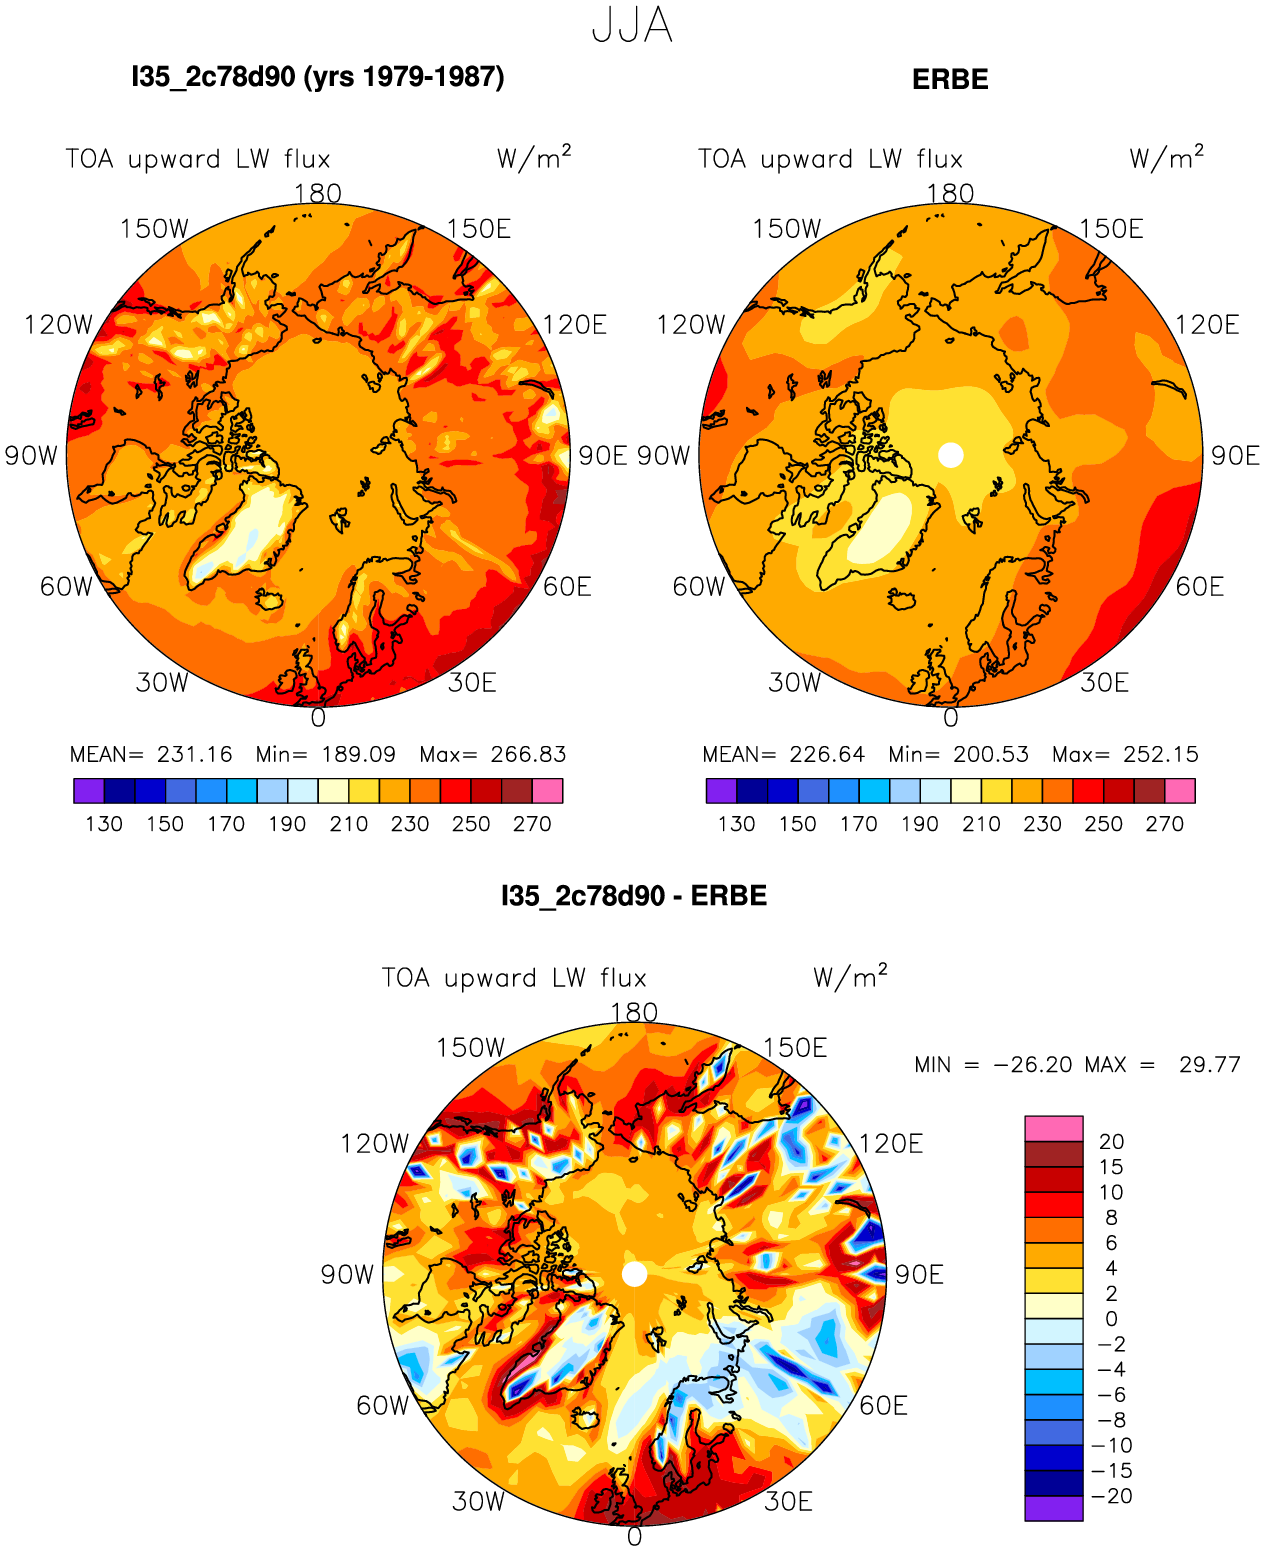 JJA
I35_2c78d90 (yrs 1979-1987)
ERBE
TOA upward LW flux W/m²
TOA upward LW flux W/m²
180
180
150W 150E
150W 150E
120W 120E
120W 120E
90W 90E
90W 90E
60W 60E
60W 60E
30W 30E
30W 30E
0
0
MEAN= 231.16 Min= 189.09 Max= 266.83
MEAN= 226.64 Min= 200.53 Max= 252.15
130 150 170 190 210 230 250 270
130 150 170 190 210 230 250 270
I35_2c78d90 - ERBE
TOA upward LW flux W/m²
180
150W 150E
MIN = −26.20 MAX = 29.77
120W 120E
90W 90E
60W 60E
30W 30E
0
20
15
10
8
6
4
2
0
−2
−4
−6
−8
−10
−15
−20